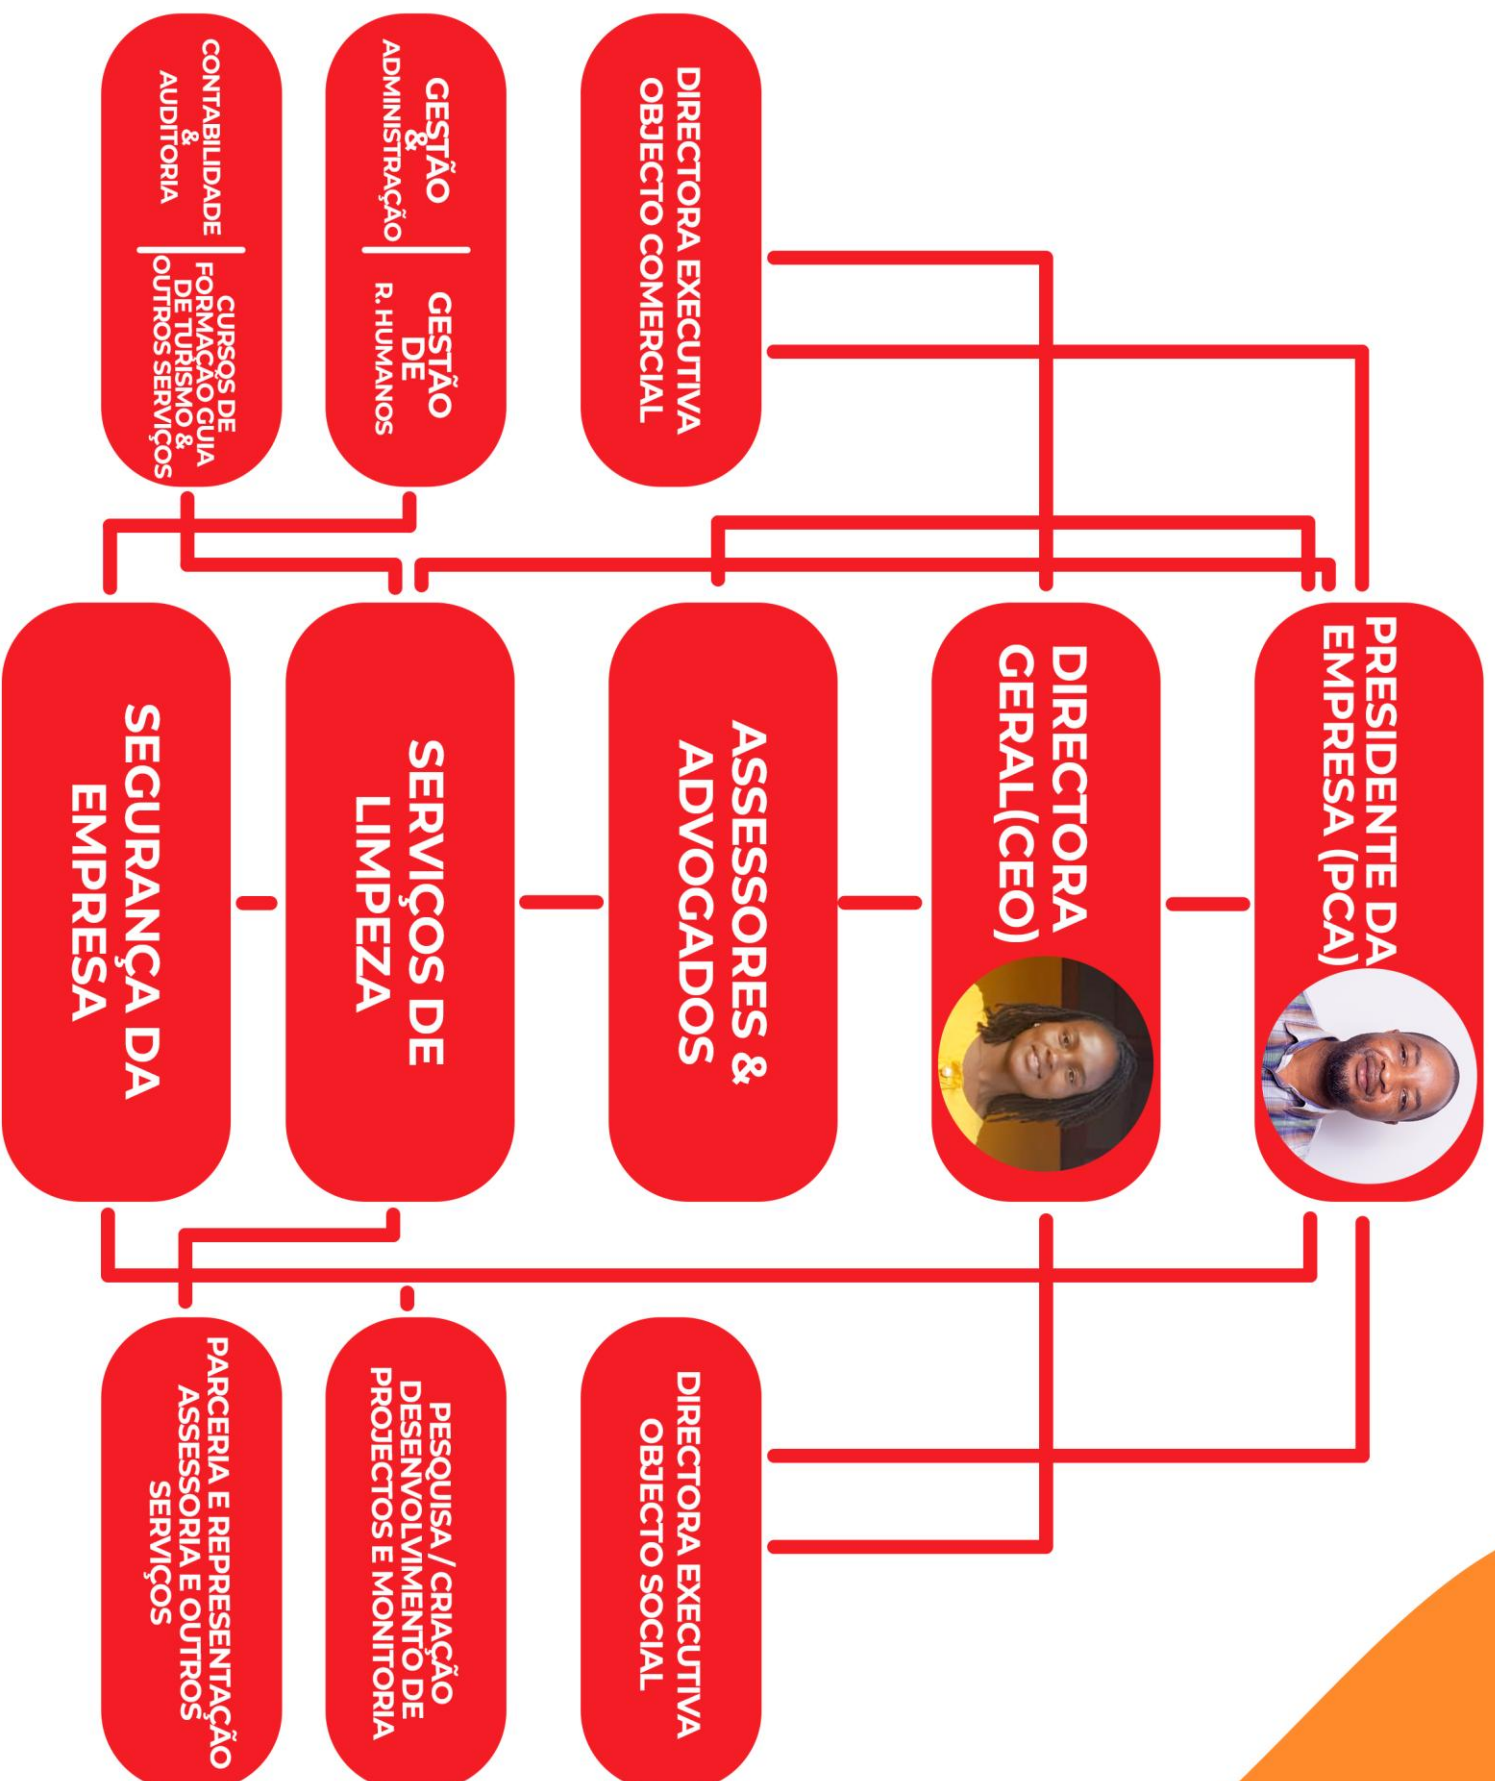 PRESIDENTE DA
EMPRESA (PCA)
DIRECTORA
GERAL(CEO)
DIRECTORA EXECUTIVA
OBJECTO COMERCIAL
ASSESSORES &
ADVOGADOS
DIRECTORA EXECUTIVA
OBJECTO SOCIAL
GESTÃO
&
ADMINISTRAÇÃO
GESTÃO
DE
R. HUMANOS
SERVIÇOS DE
LIMPEZA
PESQUISA / CRIAÇÃO
DESENVOLVIMENTO DE
PROJECTOS E MONITORIA
CONTABILIDADE
&
AUDITORIA
CURSOS DE
FORMAÇÃO GUIA
DE TURISMO &
OUTROS SERVIÇOS
SEGURANÇA DA
EMPRESA
PARCERIA E REPRESENTAÇÃO
ASSESSORIA E OUTROS
SERVIÇOS